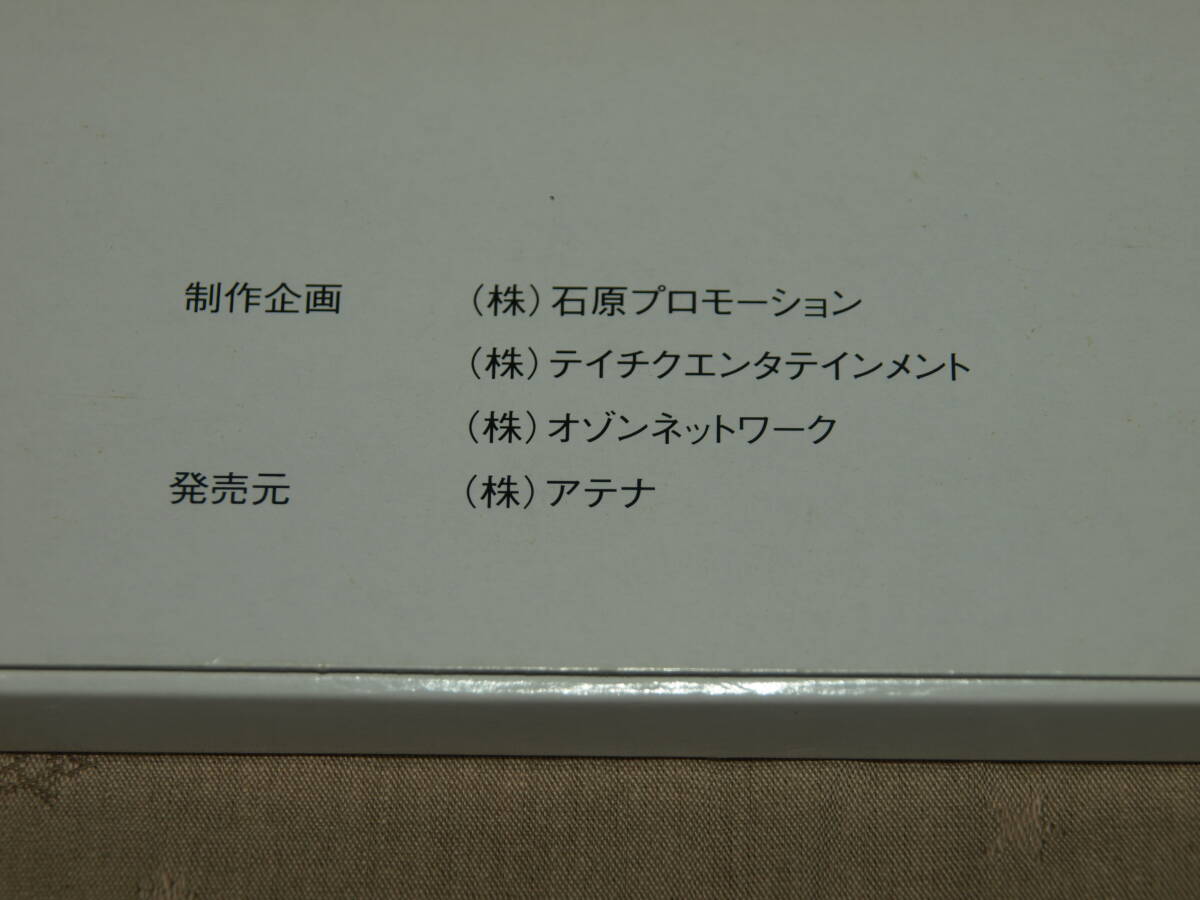 制作企画 （株）石原プロモーション
（株）テイチクエンタテインメント
（株）オゾンネットワーク
発売元 （株）アテナ